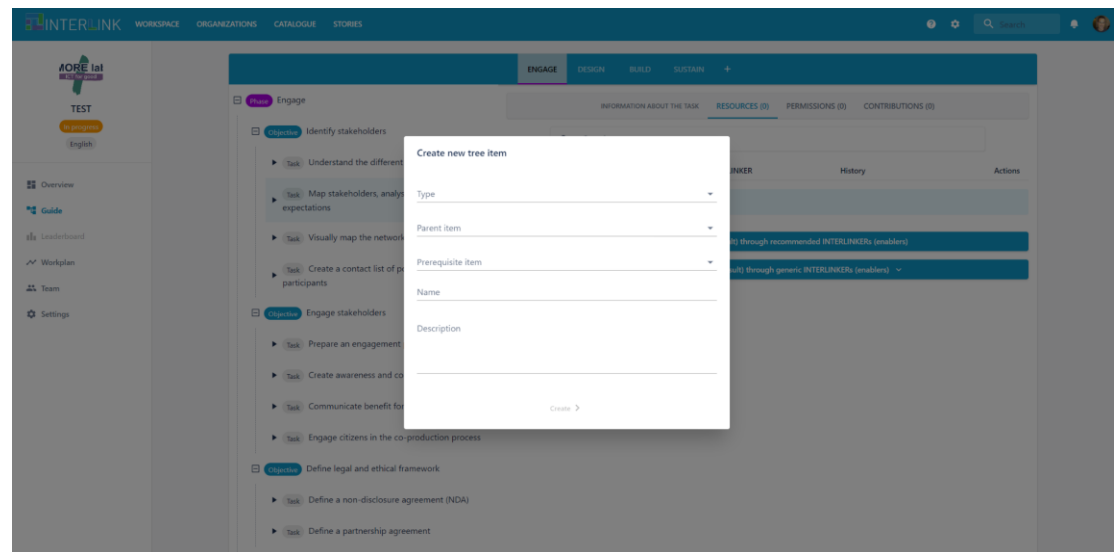 INTERLINK WORKSPACE ORGANIZATIONS CATALOGUE STORIES Search
MORE lab
ICT for good
TEST
In progress
English
Overview
Guide
Leaderboard
Workplan
Team
Settings
ENGAGE DESIGN BUILD SUSTAIN +
Phase Engage
INFORMATION ABOUT THE TASK RESOURCES (0) PERMISSIONS (0) CONTRIBUTIONS (0)
Objective Identify stakeholders
Task Understand the different
Task Map stakeholders, analys
expectations
Task Visually map the network
Task Create a contact list of p
participants
Objective Engage stakeholders
Task Prepare an engagement
Task Create awareness and co
Task Communicate benefit for
Task Engage citizens in the co-production process
Objective Define legal and ethical framework
Task Define a non-disclosure agreement (NDA)
Task Define a partnership agreement
Create new tree item
Type
Parent item
Prerequisite item
Name
Description
Create
INKER History Actions
lt) through recommended INTERLINKERs (enablers)
sult) through generic INTERLINKERs (enablers)